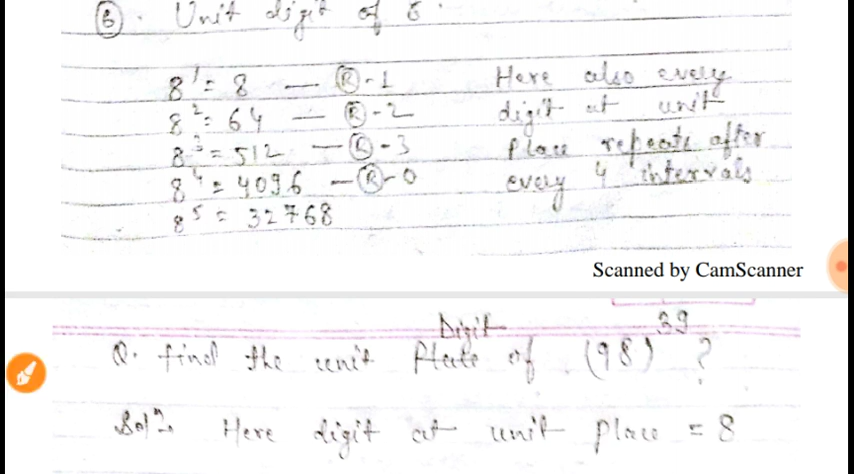 (B). Unit digit of 8.
8¹ = 8 — (R)-1 Here also every
8² = 64 — (R)-2 digit at unit
8³ = 512 — (R)-3 place repeats after
8⁴ = 4096 — (R)-0 every 4 intervals
8⁵ = 32768
Scanned by CamScanner
Digit
Q. find the unit Place of (98)³⁹ ?
Solⁿ. Here digit at unit place = 8